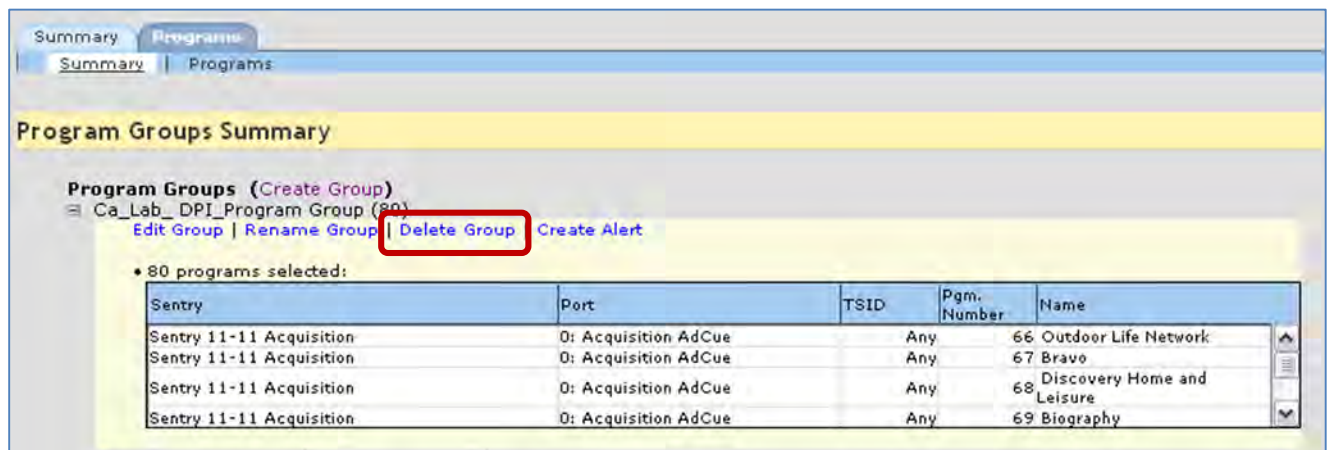 Summary Programs
Summary | Programs
Program Groups Summary
Program Groups (Create Group)
Ca_Lab_ DPI_Program Group (80)
Edit Group | Rename Group | Delete Group | Create Alert
• 80 programs selected:
Sentry Port TSID Pgm. Number Name
Sentry 11-11 Acquisition 0: Acquisition AdCue Any 66 Outdoor Life Network
Sentry 11-11 Acquisition 0: Acquisition AdCue Any 67 Bravo
Sentry 11-11 Acquisition 0: Acquisition AdCue Any 68 Discovery Home and Leisure
Sentry 11-11 Acquisition 0: Acquisition AdCue Any 69 Biography